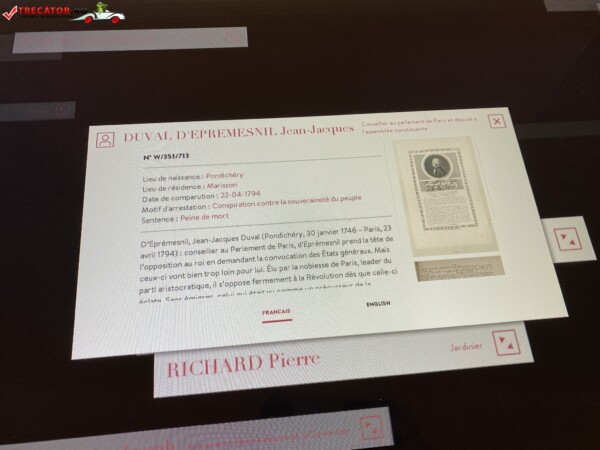 TRECATOR.EU
DUVAL D'EPREMESNIL Jean-Jacques
Conseiller au parlement de Paris et député à
l'assemblée constituante
N° W/351/713
Lieu de naissance : Pondichéry
Lieu de résidence : Marisson
Date de comparution : 22-04-1794
Motif d'arrestation : Conspiration contre la souveraineté du peuple
Sentence : Peine de mort
D'Eprémesnil, Jean-Jacques Duval (Pondichéry, 30 janvier 1746 - Paris, 23
avril 1794) : conseiller au Parlement de Paris, d'Eprémesnil prend la tête de
l'opposition au roi en demandant la convocation des États généraux. Mais
ceux-ci vont bien trop loin pour lui. Élu par la noblesse de Paris, leader du
parti aristocratique, il s'oppose fermement à la Révolution dès que celle-ci
FRANCAIS
ENGLISH
RICHARD Pierre
Jardinier